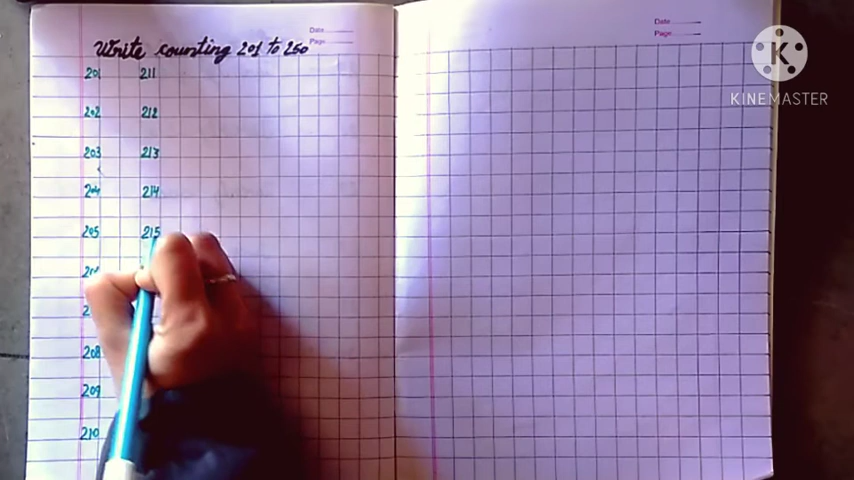 Date
Page
Date
Page
Write counting 201 to 250
KINEMASTER
201 211
202 212
203 213
204 214
205 215
208
209
210